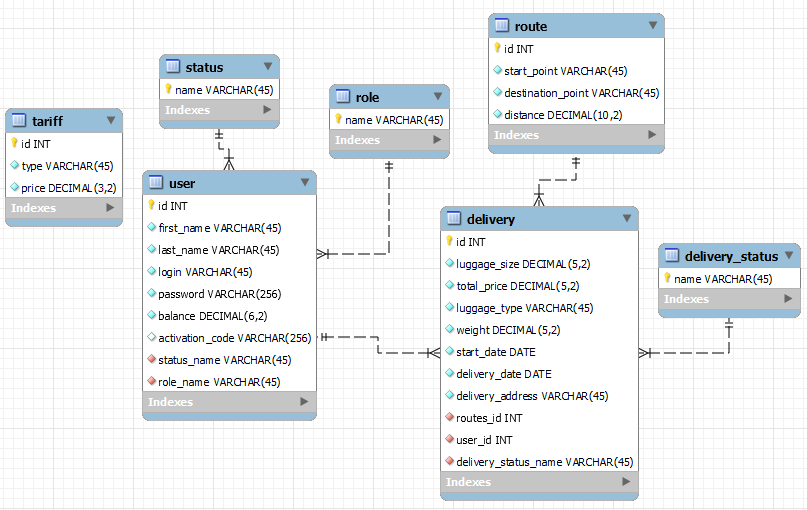 tariff
id INT
type VARCHAR(45)
price DECIMAL(3,2)
Indexes
status
name VARCHAR(45)
Indexes
role
name VARCHAR(45)
Indexes
user
id INT
first_name VARCHAR(45)
last_name VARCHAR(45)
login VARCHAR(45)
password VARCHAR(256)
balance DECIMAL(6,2)
activation_code VARCHAR(256)
status_name VARCHAR(45)
role_name VARCHAR(45)
Indexes
route
id INT
start_point VARCHAR(45)
destination_point VARCHAR(45)
distance DECIMAL(10,2)
Indexes
delivery
id INT
luggage_size DECIMAL(5,2)
total_price DECIMAL(5,2)
luggage_type VARCHAR(45)
weight DECIMAL(5,2)
start_date DATE
delivery_date DATE
delivery_address VARCHAR(45)
routes_id INT
user_id INT
delivery_status_name VARCHAR(45)
Indexes
delivery_status
name VARCHAR(45)
Indexes